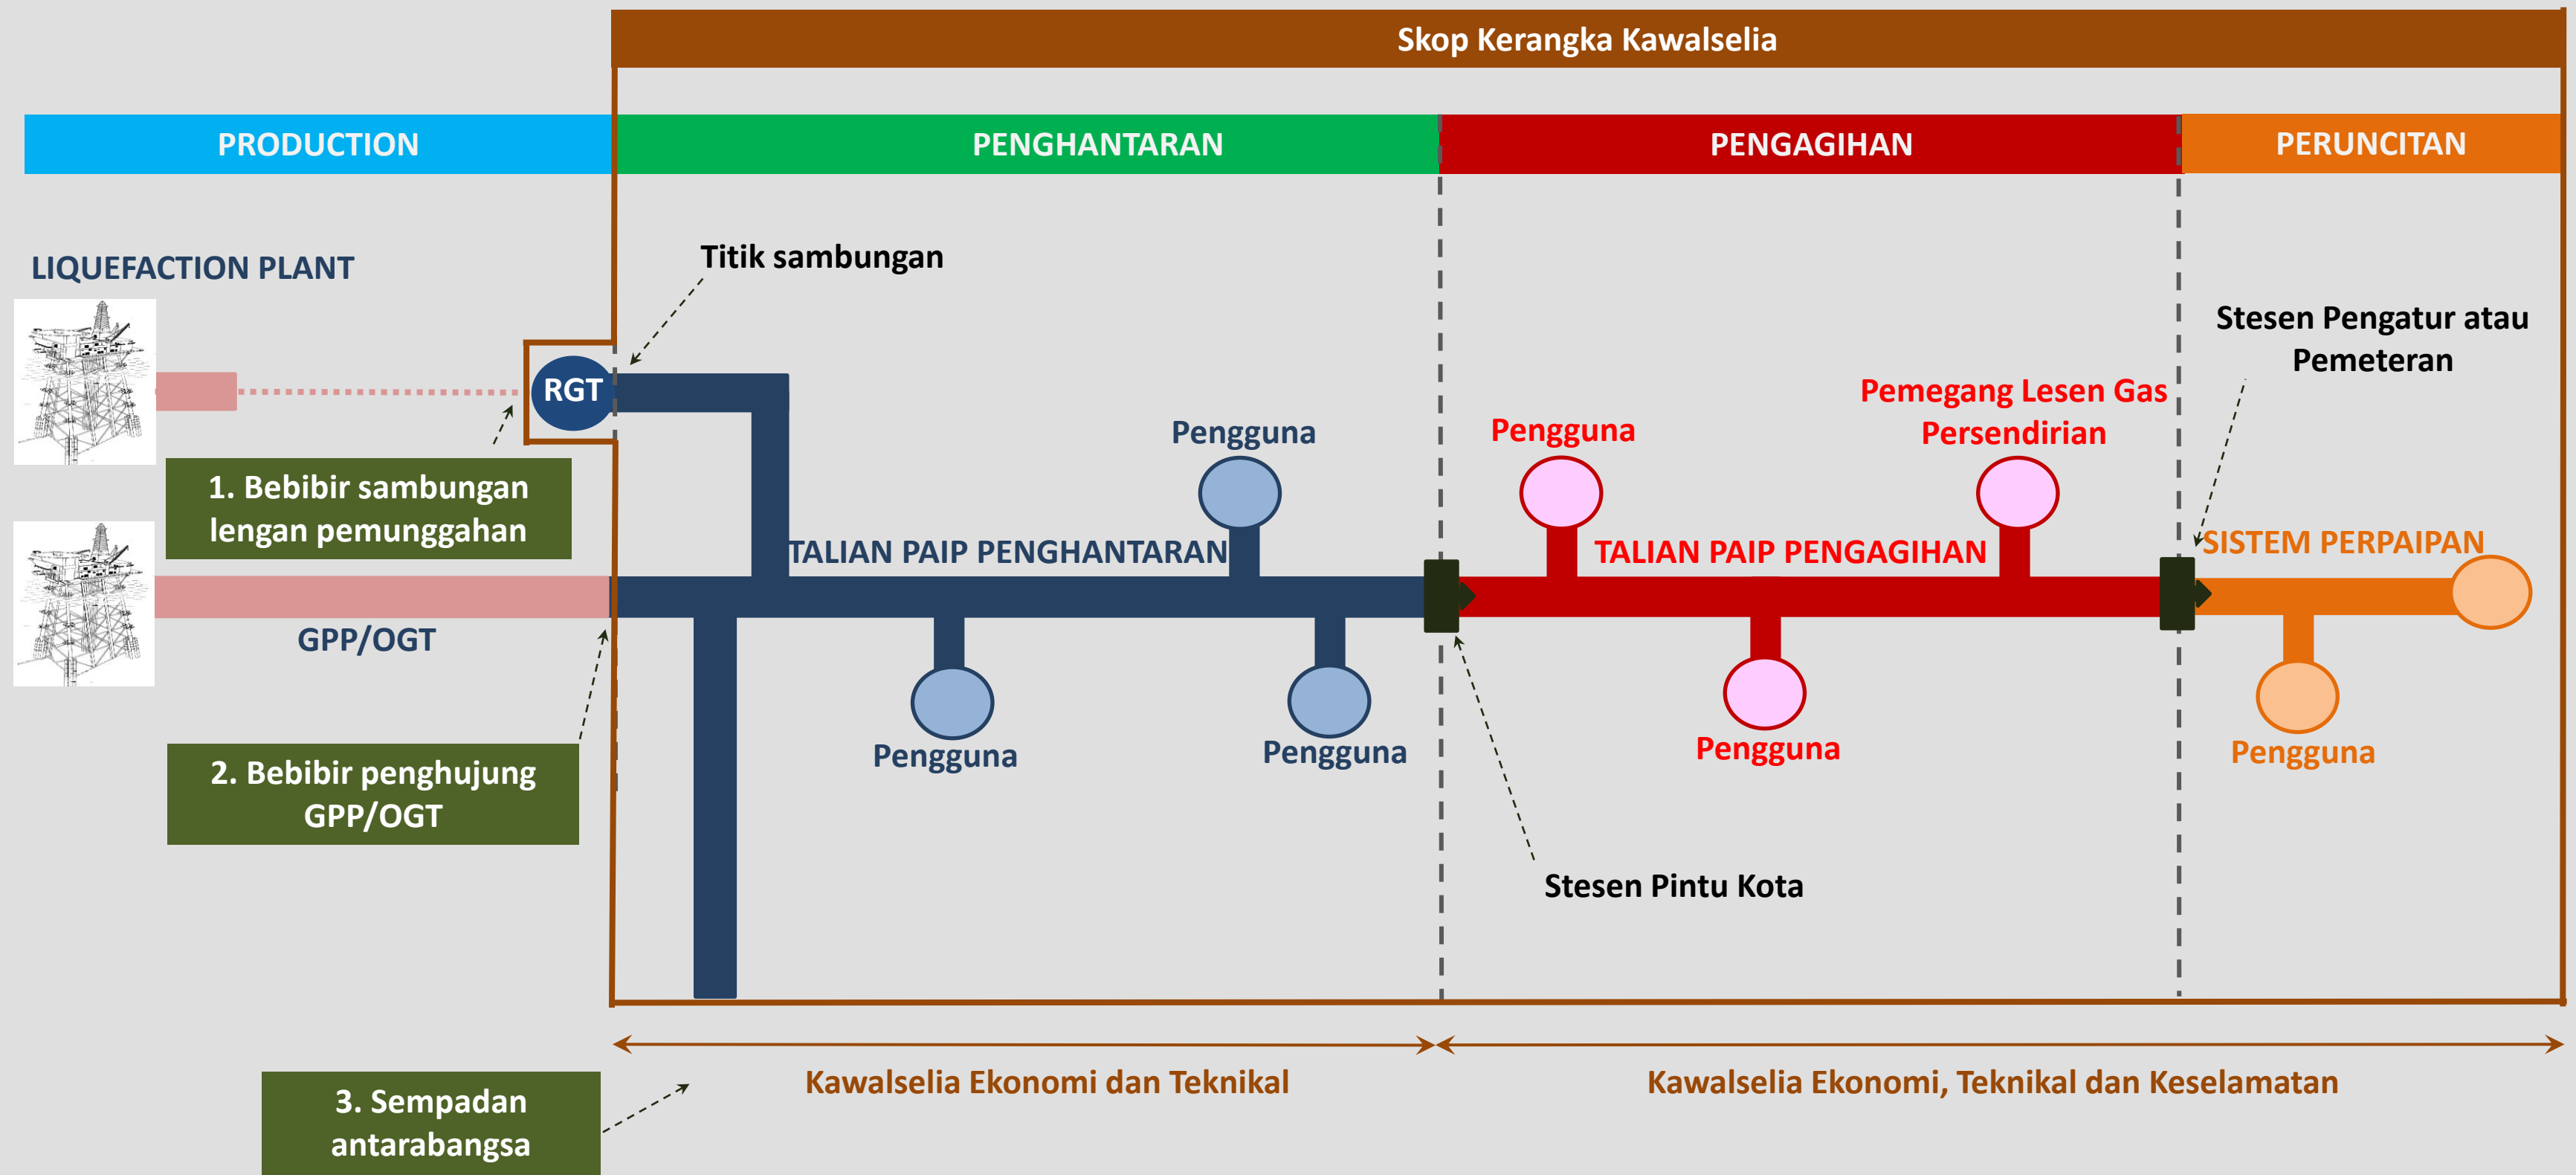 Skop Kerangka Kawalselia
PRODUCTION
PENGHANTARAN
PENGAGIHAN
PERUNCITAN
LIQUEFACTION PLANT
Titik sambungan
Stesen Pengatur atau
Pemeteran
RGT
Pengguna
Pengguna
Pemegang Lesen Gas
Persendirian
1. Bebibir sambungan
lengan pemunggahan
TALIAN PAIP PENGHANTARAN
TALIAN PAIP PENGAGIHAN
SISTEM PERPAIPAN
GPP/OGT
Pengguna
Pengguna
Pengguna
Pengguna
2. Bebibir penghujung
GPP/OGT
Stesen Pintu Kota
Kawalselia Ekonomi dan Teknikal
Kawalselia Ekonomi, Teknikal dan Keselamatan
3. Sempadan
antarabangsa